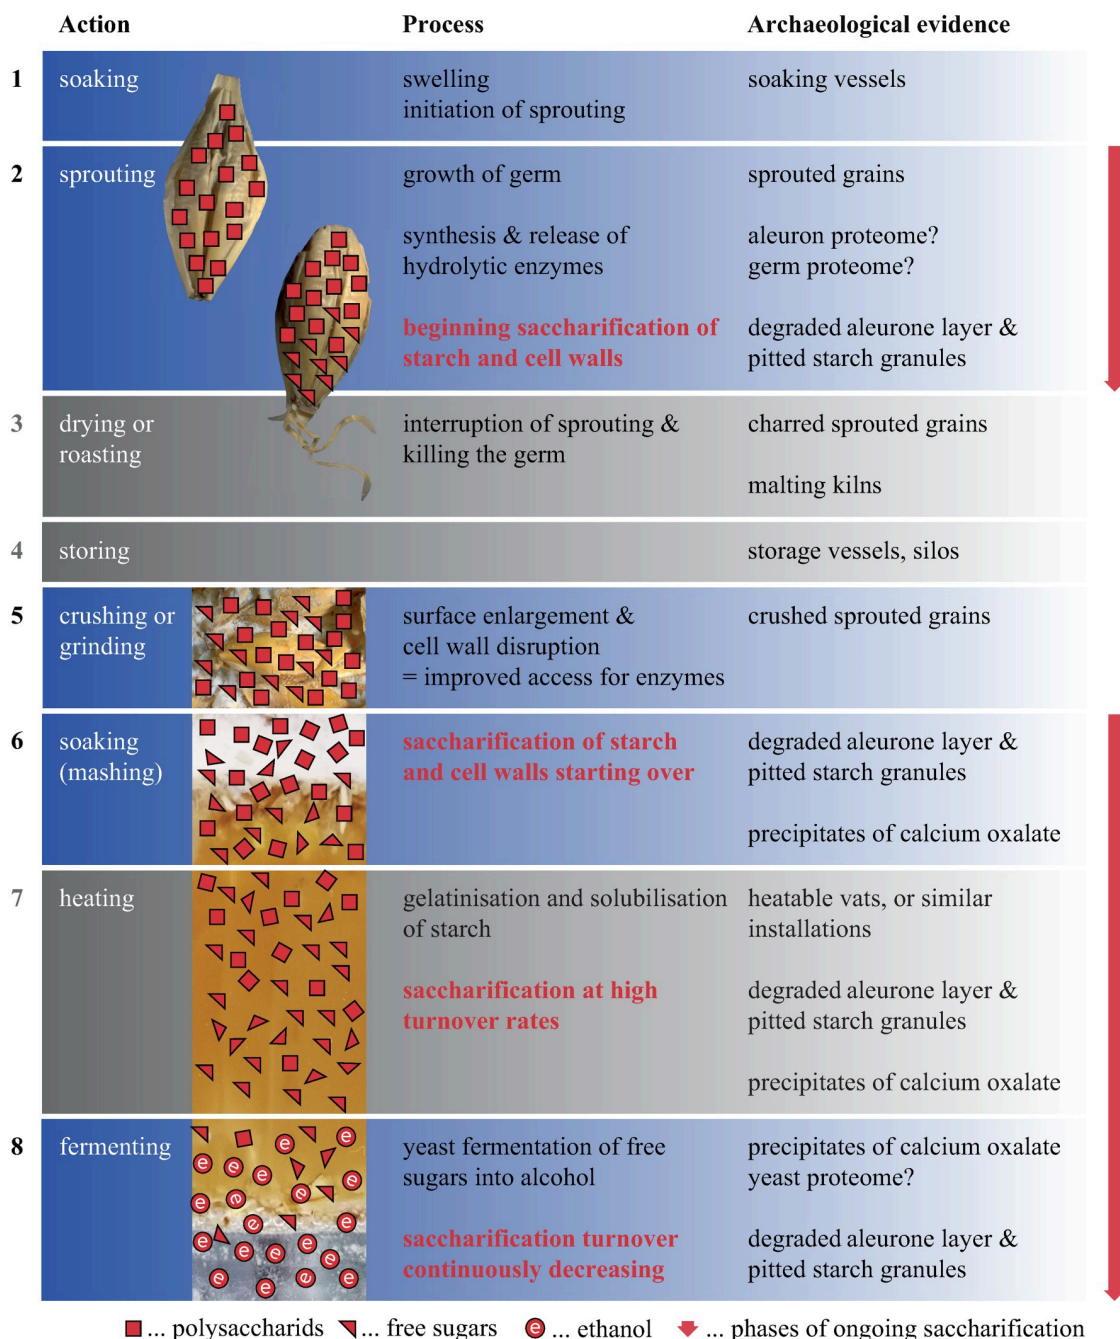 Action Process Archaeological evidence
1 soaking swelling soaking vessels
initiation of sprouting
2 sprouting growth of germ sprouted grains
synthesis & release of aleuron proteome?
hydrolytic enzymes germ proteome?
beginning saccharification of degraded aleurone layer &
starch and cell walls pitted starch granules
3 drying or interruption of sprouting & charred sprouted grains
roasting killing the germ
malting kilns
4 storing storage vessels, silos
5 crushing or surface enlargement & crushed sprouted grains
grinding cell wall disruption
= improved access for enzymes
6 soaking saccharification of starch degraded aleurone layer &
(mashing) and cell walls starting over pitted starch granules
precipitates of calcium oxalate
7 heating gelatinisation and solubilisation heatable vats, or similar
of starch installations
saccharification at high degraded aleurone layer &
turnover rates pitted starch granules
precipitates of calcium oxalate
8 fermenting yeast fermentation of free precipitates of calcium oxalate
sugars into alcohol yeast proteome?
saccharification turnover degraded aleurone layer &
continuously decreasing pitted starch granules
e e e e e e e e e e e e e e e e e e e
... polysaccharids ... free sugars e ... ethanol ... phases of ongoing saccharification